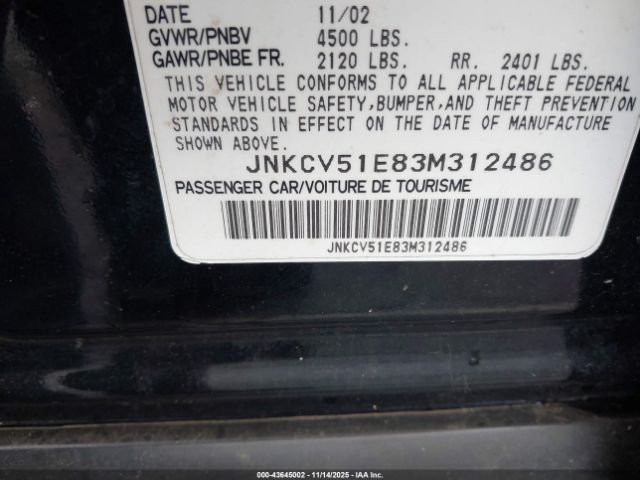 DATE 11/02
GVWR/PNBV 4500 LBS.
GAWR/PNBE FR. 2120 LBS. RR. 2401 LBS.
THIS VEHICLE CONFORMS TO ALL APPLICABLE FEDERAL
MOTOR VEHICLE SAFETY,BUMPER,AND THEFT PREVENTION
STANDARDS IN EFFECT ON THE DATE OF MANUFACTURE
SHOWN ABOVE.
JNKCV51E83M312486
PASSENGER CAR/VOITURE DE TOURISME
JNKCV51E83M312486
000-43645002 - 11/14/2025 - IAAI.COM